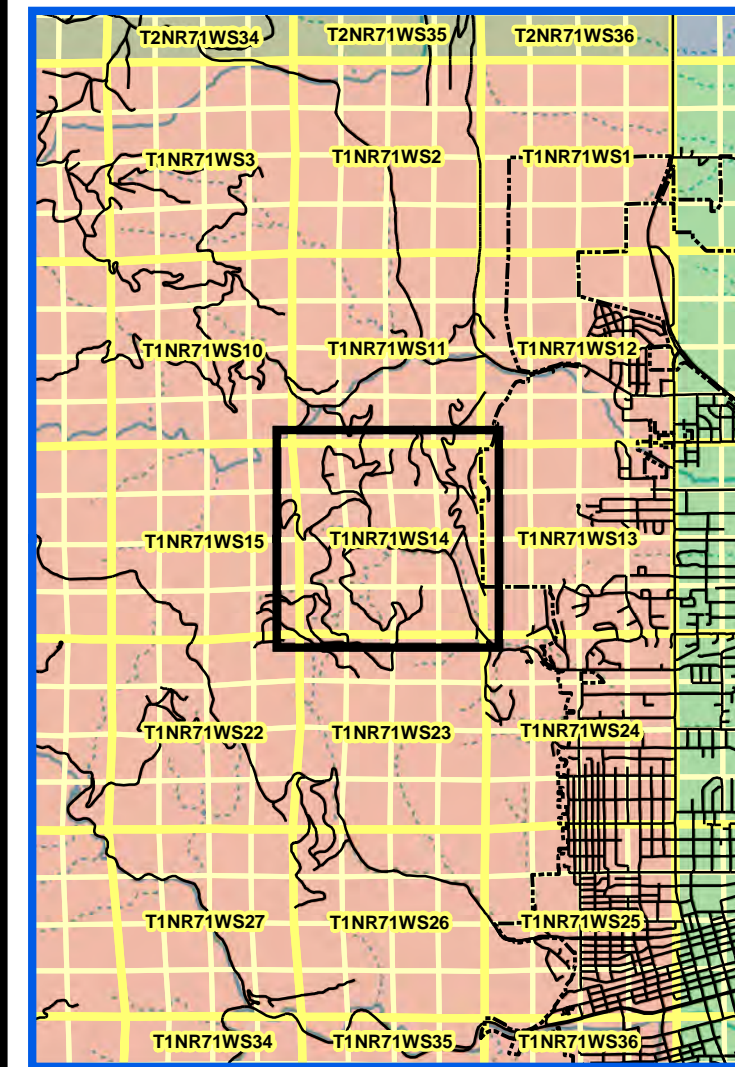 T2NR71WS34 T2NR71WS35 T2NR71WS36
T1NR71WS3 T1NR71WS2 T1NR71WS1
T1NR71WS10 T1NR71WS11 T1NR71WS12
T1NR71WS15 T1NR71WS14 T1NR71WS13
T1NR71WS22 T1NR71WS23 T1NR71WS24
T1NR71WS27 T1NR71WS26 T1NR71WS25
T1NR71WS34 T1NR71WS35 T1NR71WS36